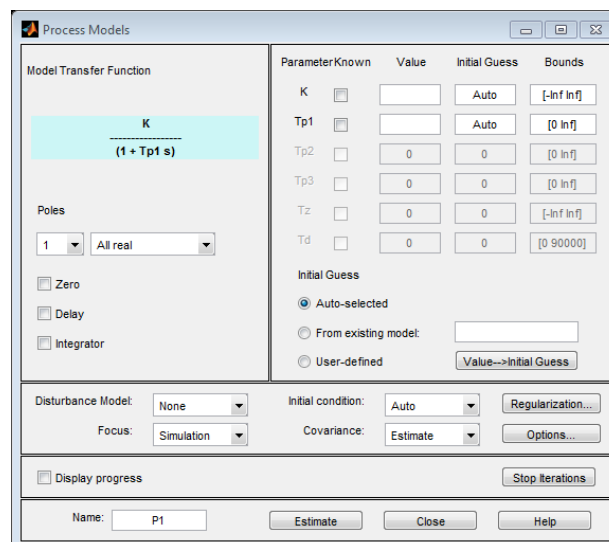 Process Models
Model Transfer Function
K
-----------------
(1 + Tp1 s)
Poles
1 All real
Zero
Delay
Integrator
Parameter Known Value Initial Guess Bounds
K Auto [-Inf Inf]
Tp1 Auto [0 Inf]
Tp2 0 0 [0 Inf]
Tp3 0 0 [0 Inf]
Tz 0 0 [-Inf Inf]
Td 0 0 [0 90000]
Initial Guess
Auto-selected
From existing model:
User-defined Value-->Initial Guess
Disturbance Model: None Initial condition: Auto Regularization...
Focus: Simulation Covariance: Estimate Options...
Display progress Stop Iterations
Name: P1 Estimate Close Help